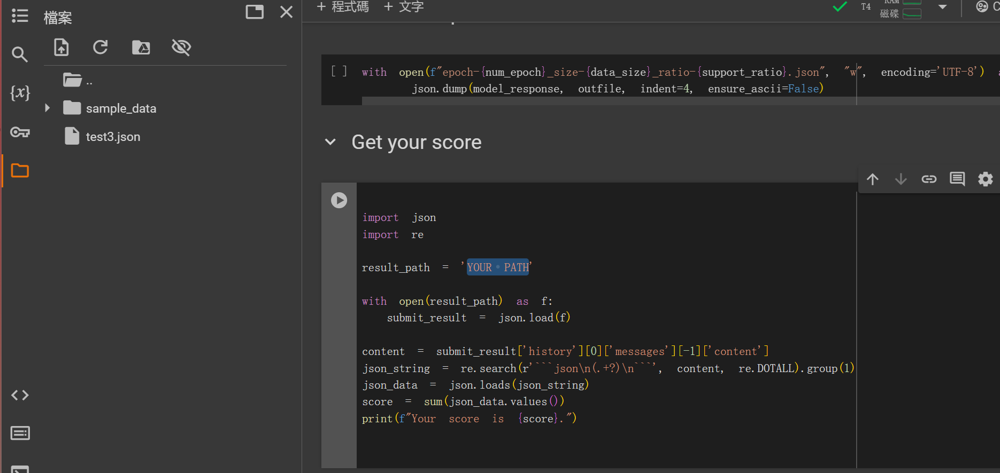 檔案
..
sample_data
test3.json
+ 程式碼 + 文字
T4
RAM
磁碟
[ ]
with open(f"epoch-{num_epoch}_size-{data_size}_ratio-{support_ratio}.json", "w", encoding='UTF-8')
json.dump(model_response, outfile, indent=4, ensure_ascii=False)
Get your score
import json
import re
result_path = 'YOUR PATH'
with open(result_path) as f:
submit_result = json.load(f)
content = submit_result['history'][0]['messages'][-1]['content']
json_string = re.search(r'```json\n(.+?)\n```', content, re.DOTALL).group(1)
json_data = json.loads(json_string)
score = sum(json_data.values())
print(f"Your score is {score}.")